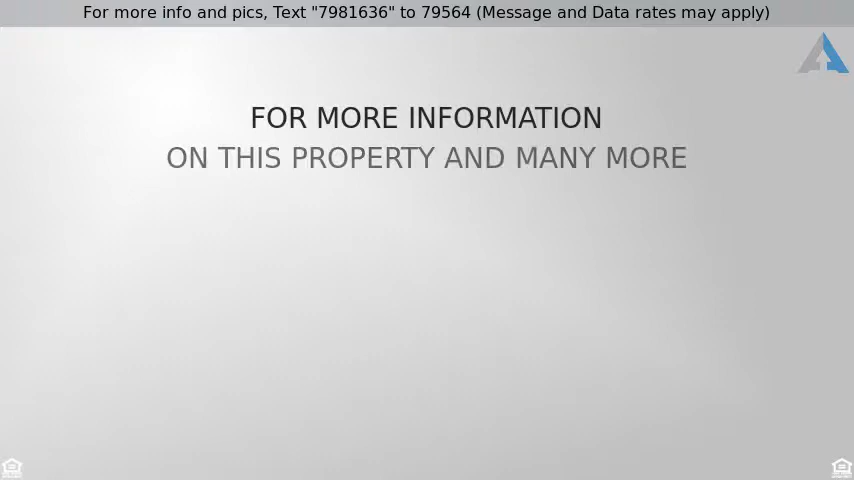 For more info and pics, Text "7981636" to 79564 (Message and Data rates may apply)
FOR MORE INFORMATION
ON THIS PROPERTY AND MANY MORE